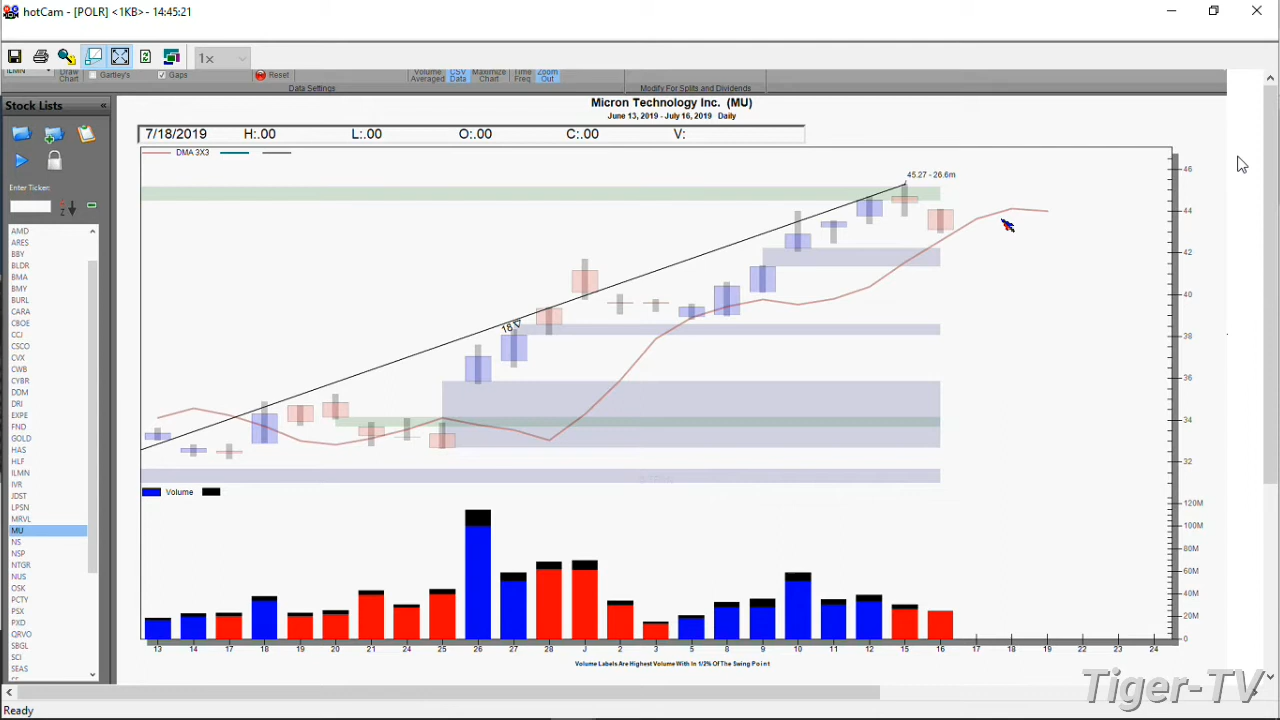 hotCam - [POLR] <1KB> - 14:45:21
1x
ILMN
Draw Chart
Gartley's
Gaps
Reset
Volume Averaged
CSV Data
Maximize Chart
Time Freq
Zoom Out
Data Settings
Modify For Splits and Dividends
Stock Lists
«
Enter Ticker:
AMD
ARES
BBY
BLDR
BMA
BMY
BURL
CARA
CBOE
CCJ
CSCO
CVX
CWB
CYBR
DDM
DRI
EXPE
FND
GOLD
HAS
HLF
ILMN
IVR
JDST
LPSN
MRVL
MU
NS
NSP
NTGR
NUS
OSK
PCTY
PSX
PXD
QRVO
SBGL
SCI
SEAS
Micron Technology Inc. (MU)
June 13, 2019 - July 16, 2019 Daily
7/18/2019 H:.00 L:.00 O:.00 C:.00 V:
DMA 3X3
45.27 - 26.6m
18
46
44
42
40
38
36
34
32
Volume
120M
100M
80M
60M
40M
20M
0
13 14 17 18 19 20 21 24 25 26 27 28 J 2 3 5 8 9 10 11 12 15 16 17 18 19 22 23 24
Volume Labels Are Highest Volume With In 1/2% Of The Swing Point
Tiger-TV
Ready